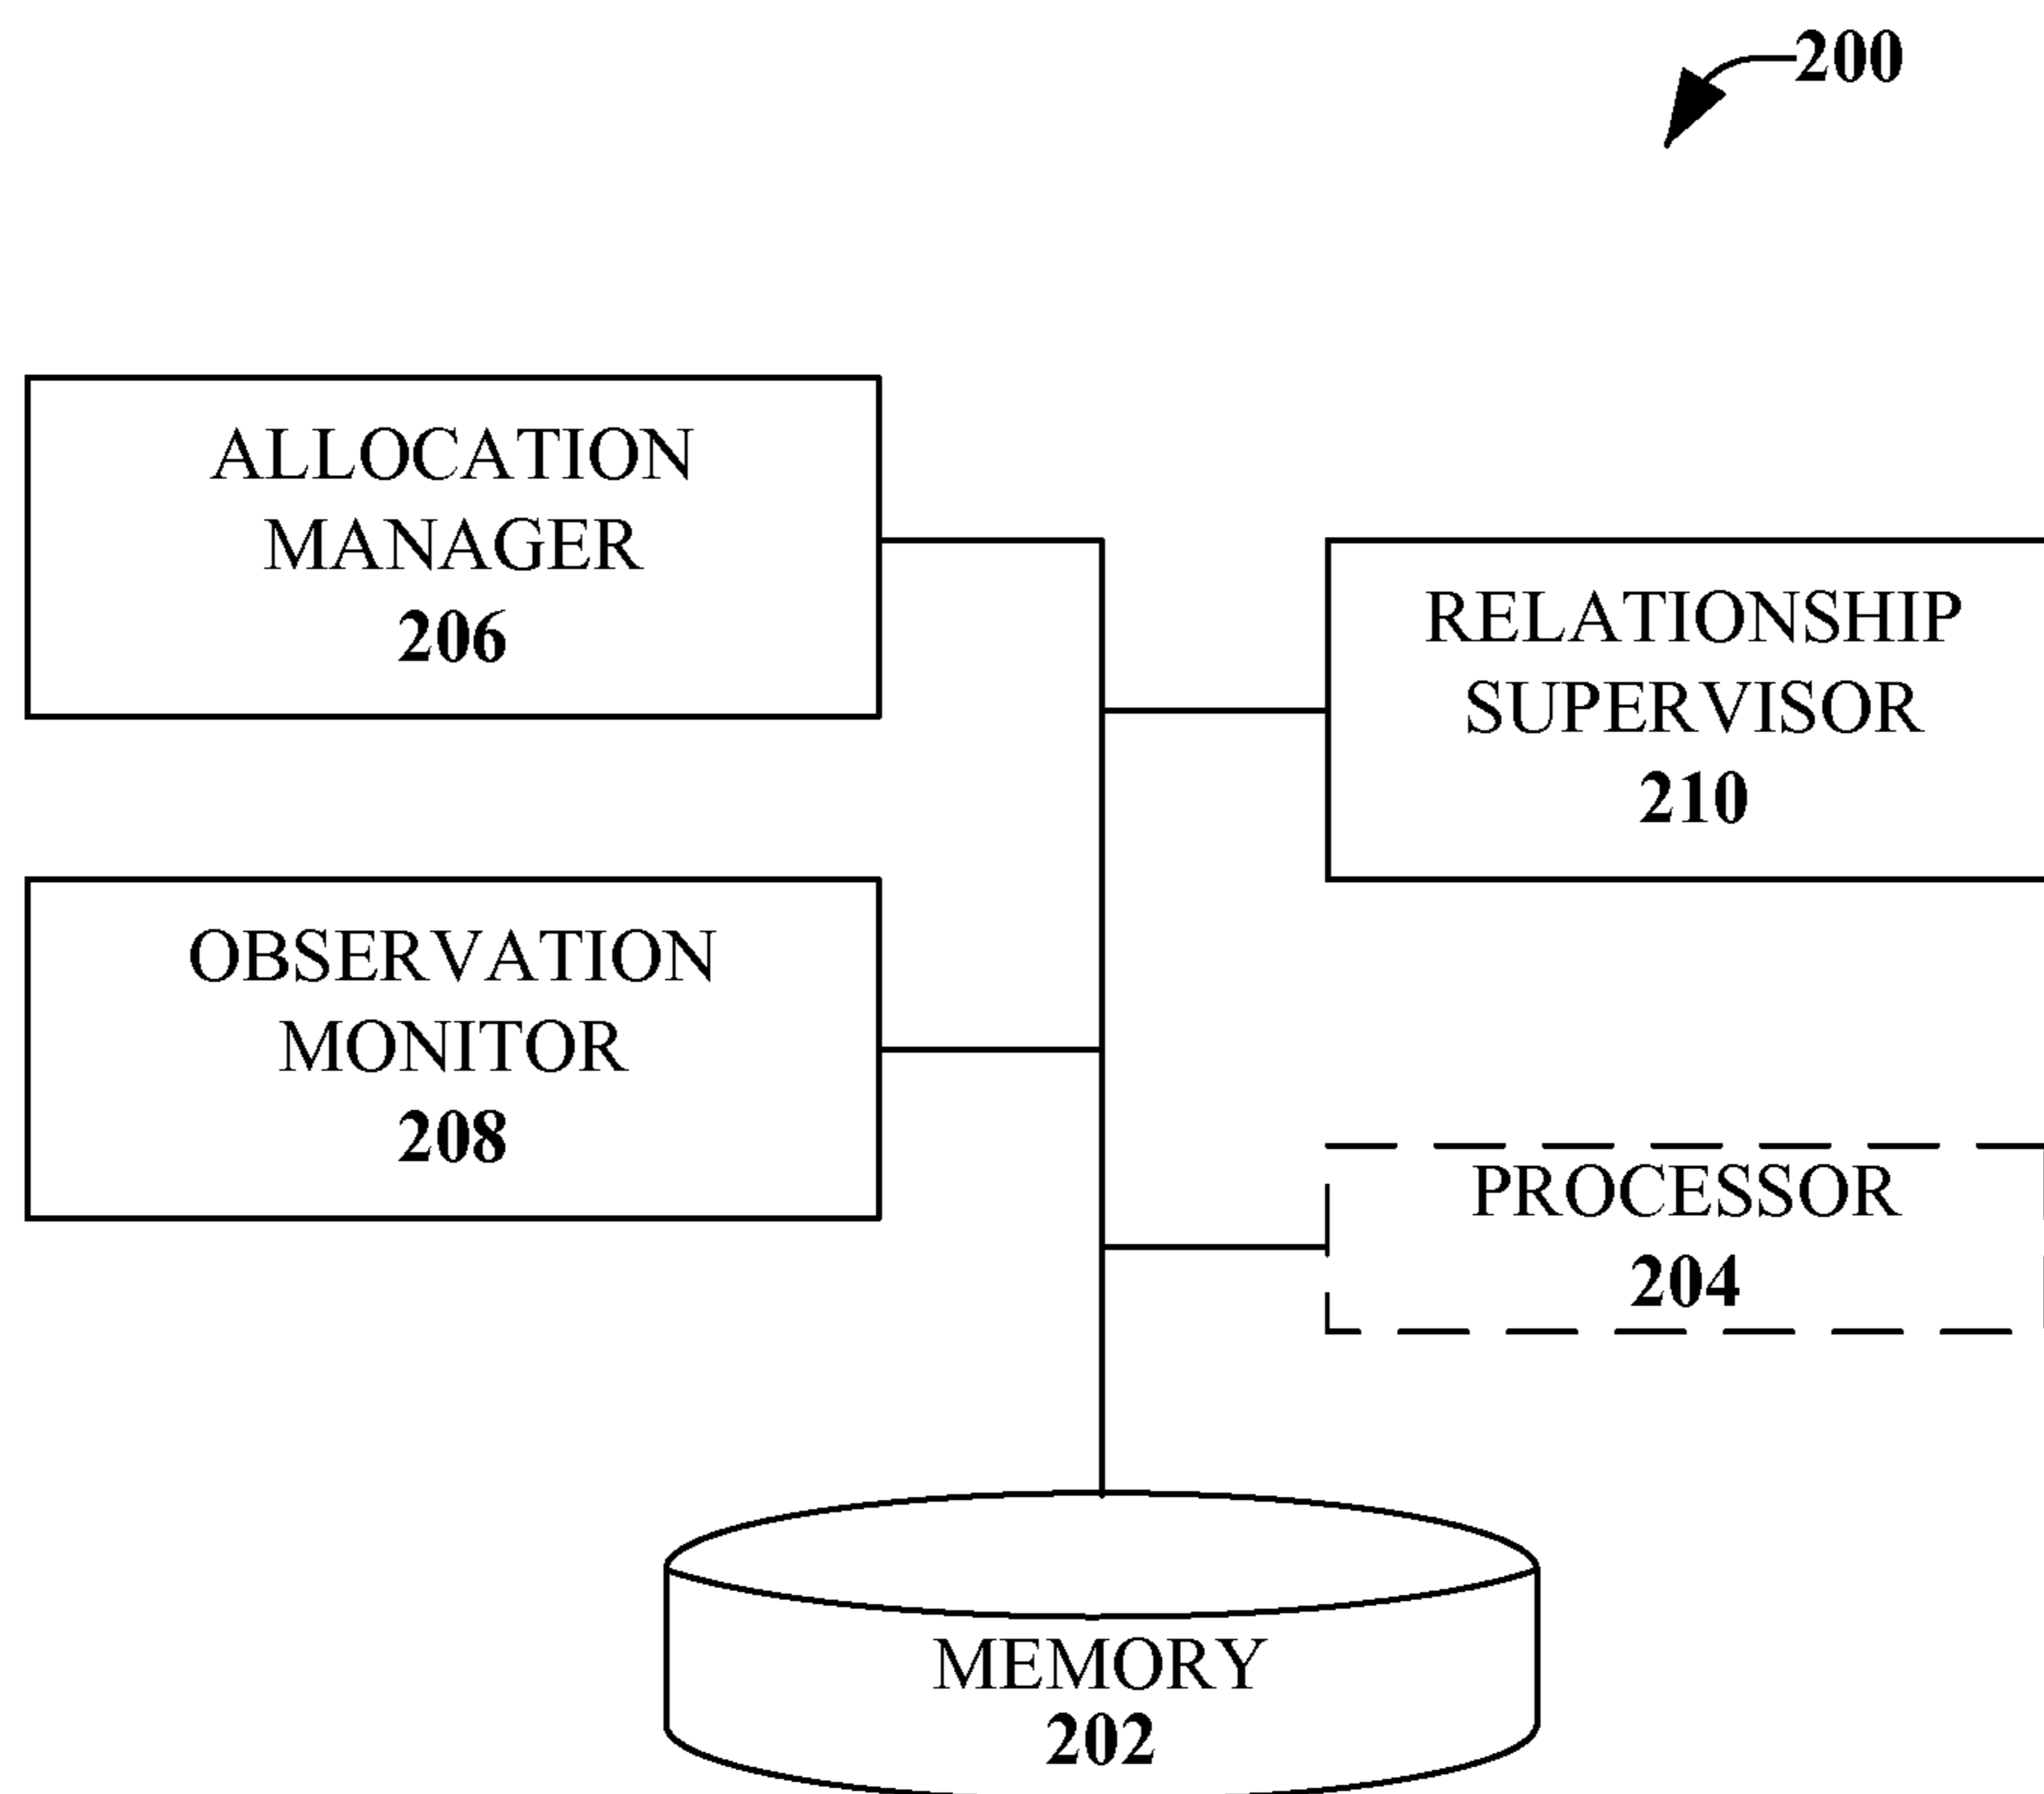 200
ALLOCATION
MANAGER
206
RELATIONSHIP
SUPERVISOR
210
OBSERVATION
MONITOR
208
PROCESSOR
204
MEMORY
202